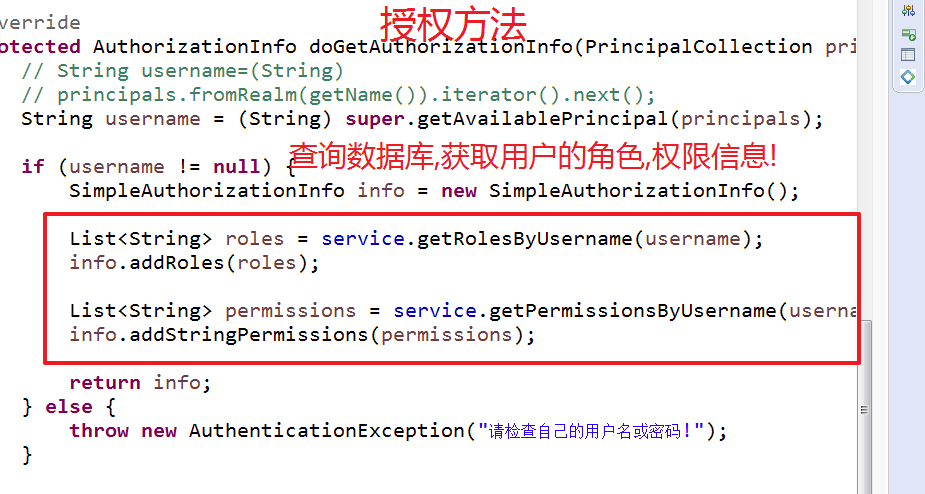 授权方法
verride
otected AuthorizationInfo doGetAuthorizationInfo(PrincipalCollection pri
// String username=(String)
// principals.fromRealm(getName()).iterator().next();
String username = (String) super.getAvailablePrincipal(principals);
查询数据库,获取用户的角色,权限信息!
if (username != null) {
SimpleAuthorizationInfo info = new SimpleAuthorizationInfo();
List<String> roles = service.getRolesByUsername(username);
info.addRoles(roles);
List<String> permissions = service.getPermissionsByUsername(userna
info.addStringPermissions(permissions);
return info;
} else {
throw new AuthenticationException("请检查自己的用户名或密码!");
}